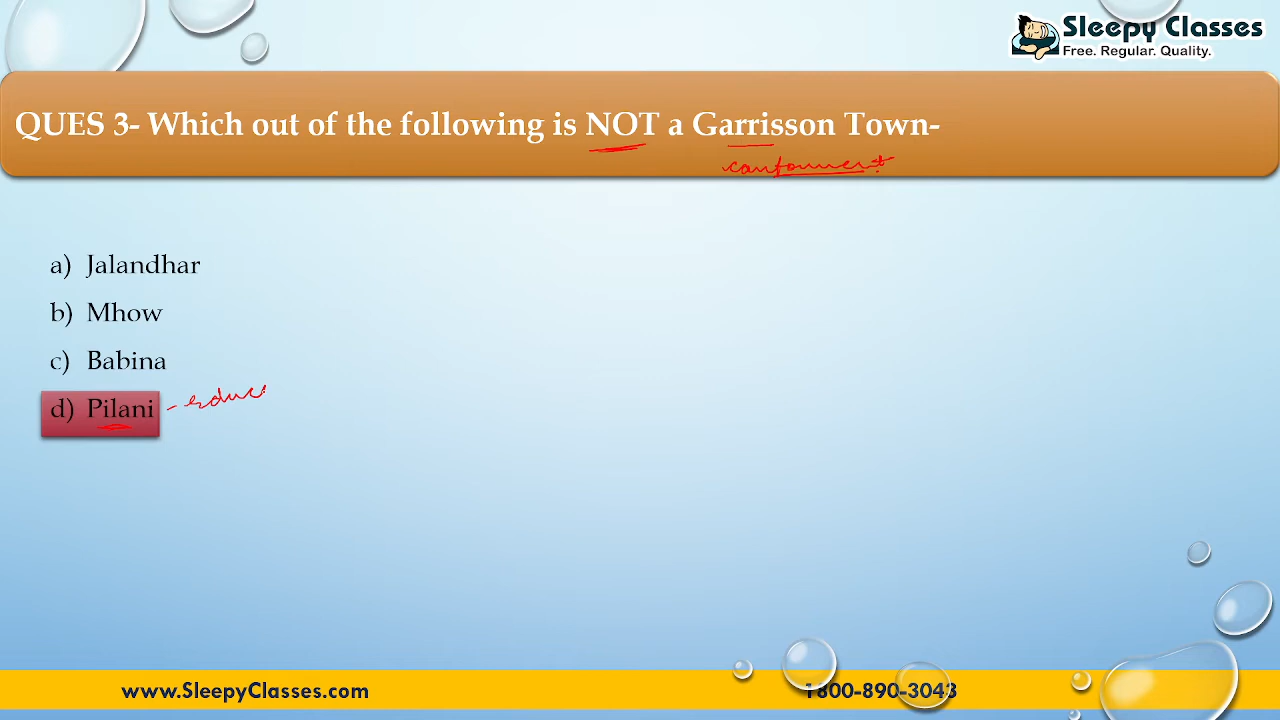 Sleepy Classes
Free. Regular. Quality.
QUES 3- Which out of the following is NOT a Garrisson Town-
cantonment
a) Jalandhar
b) Mhow
c) Babina
d) Pilani - educ
www.SleepyClasses.com
1800-890-3043